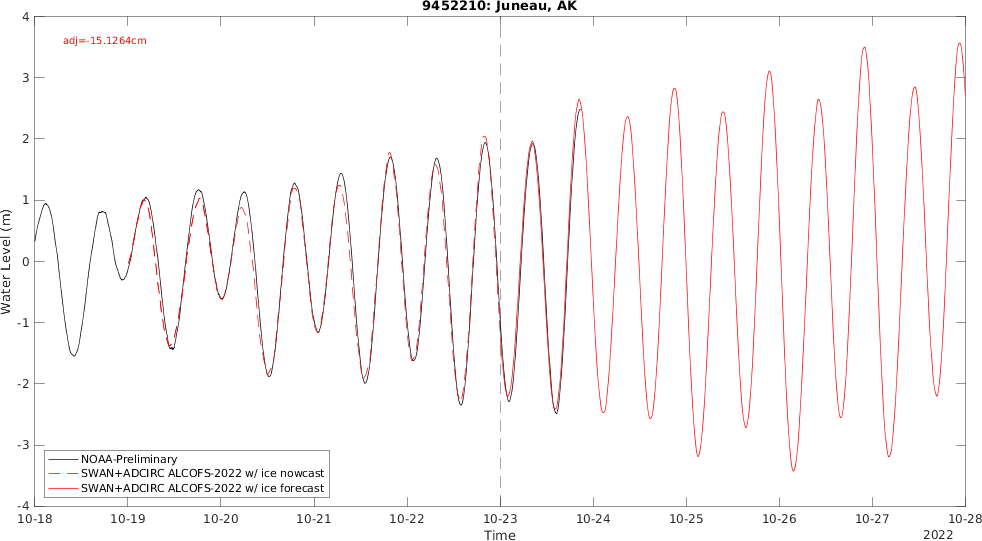 9452210: Juneau, AK
adj=-15.1264cm
4
3
2
1
0
-1
-2
-3
-4
Water Level (m)
NOAA-Preliminary
SWAN+ADCIRC ALCOFS-2022 w/ ice nowcast
SWAN+ADCIRC ALCOFS-2022 w/ ice forecast
10-18 10-19 10-20 10-21 10-22 10-23 10-24 10-25 10-26 10-27 10-28
Time
2022